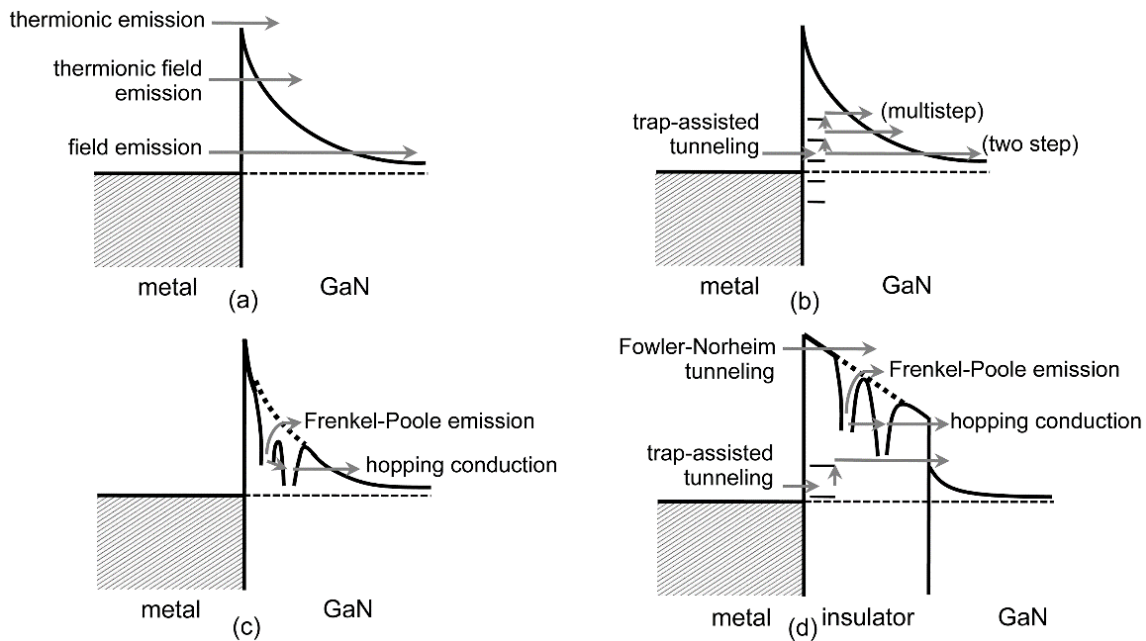 thermionic emission
thermionic field
emission
field emission
metal
GaN
(a)
(multistep)
trap-assisted
tunneling
(two step)
metal
GaN
(b)
Frenkel-Poole emission
hopping conduction
metal
GaN
(c)
Fowler-Norheim
tunneling
Frenkel-Poole emission
hopping conduction
trap-assisted
tunneling
metal
insulator
GaN
(d)